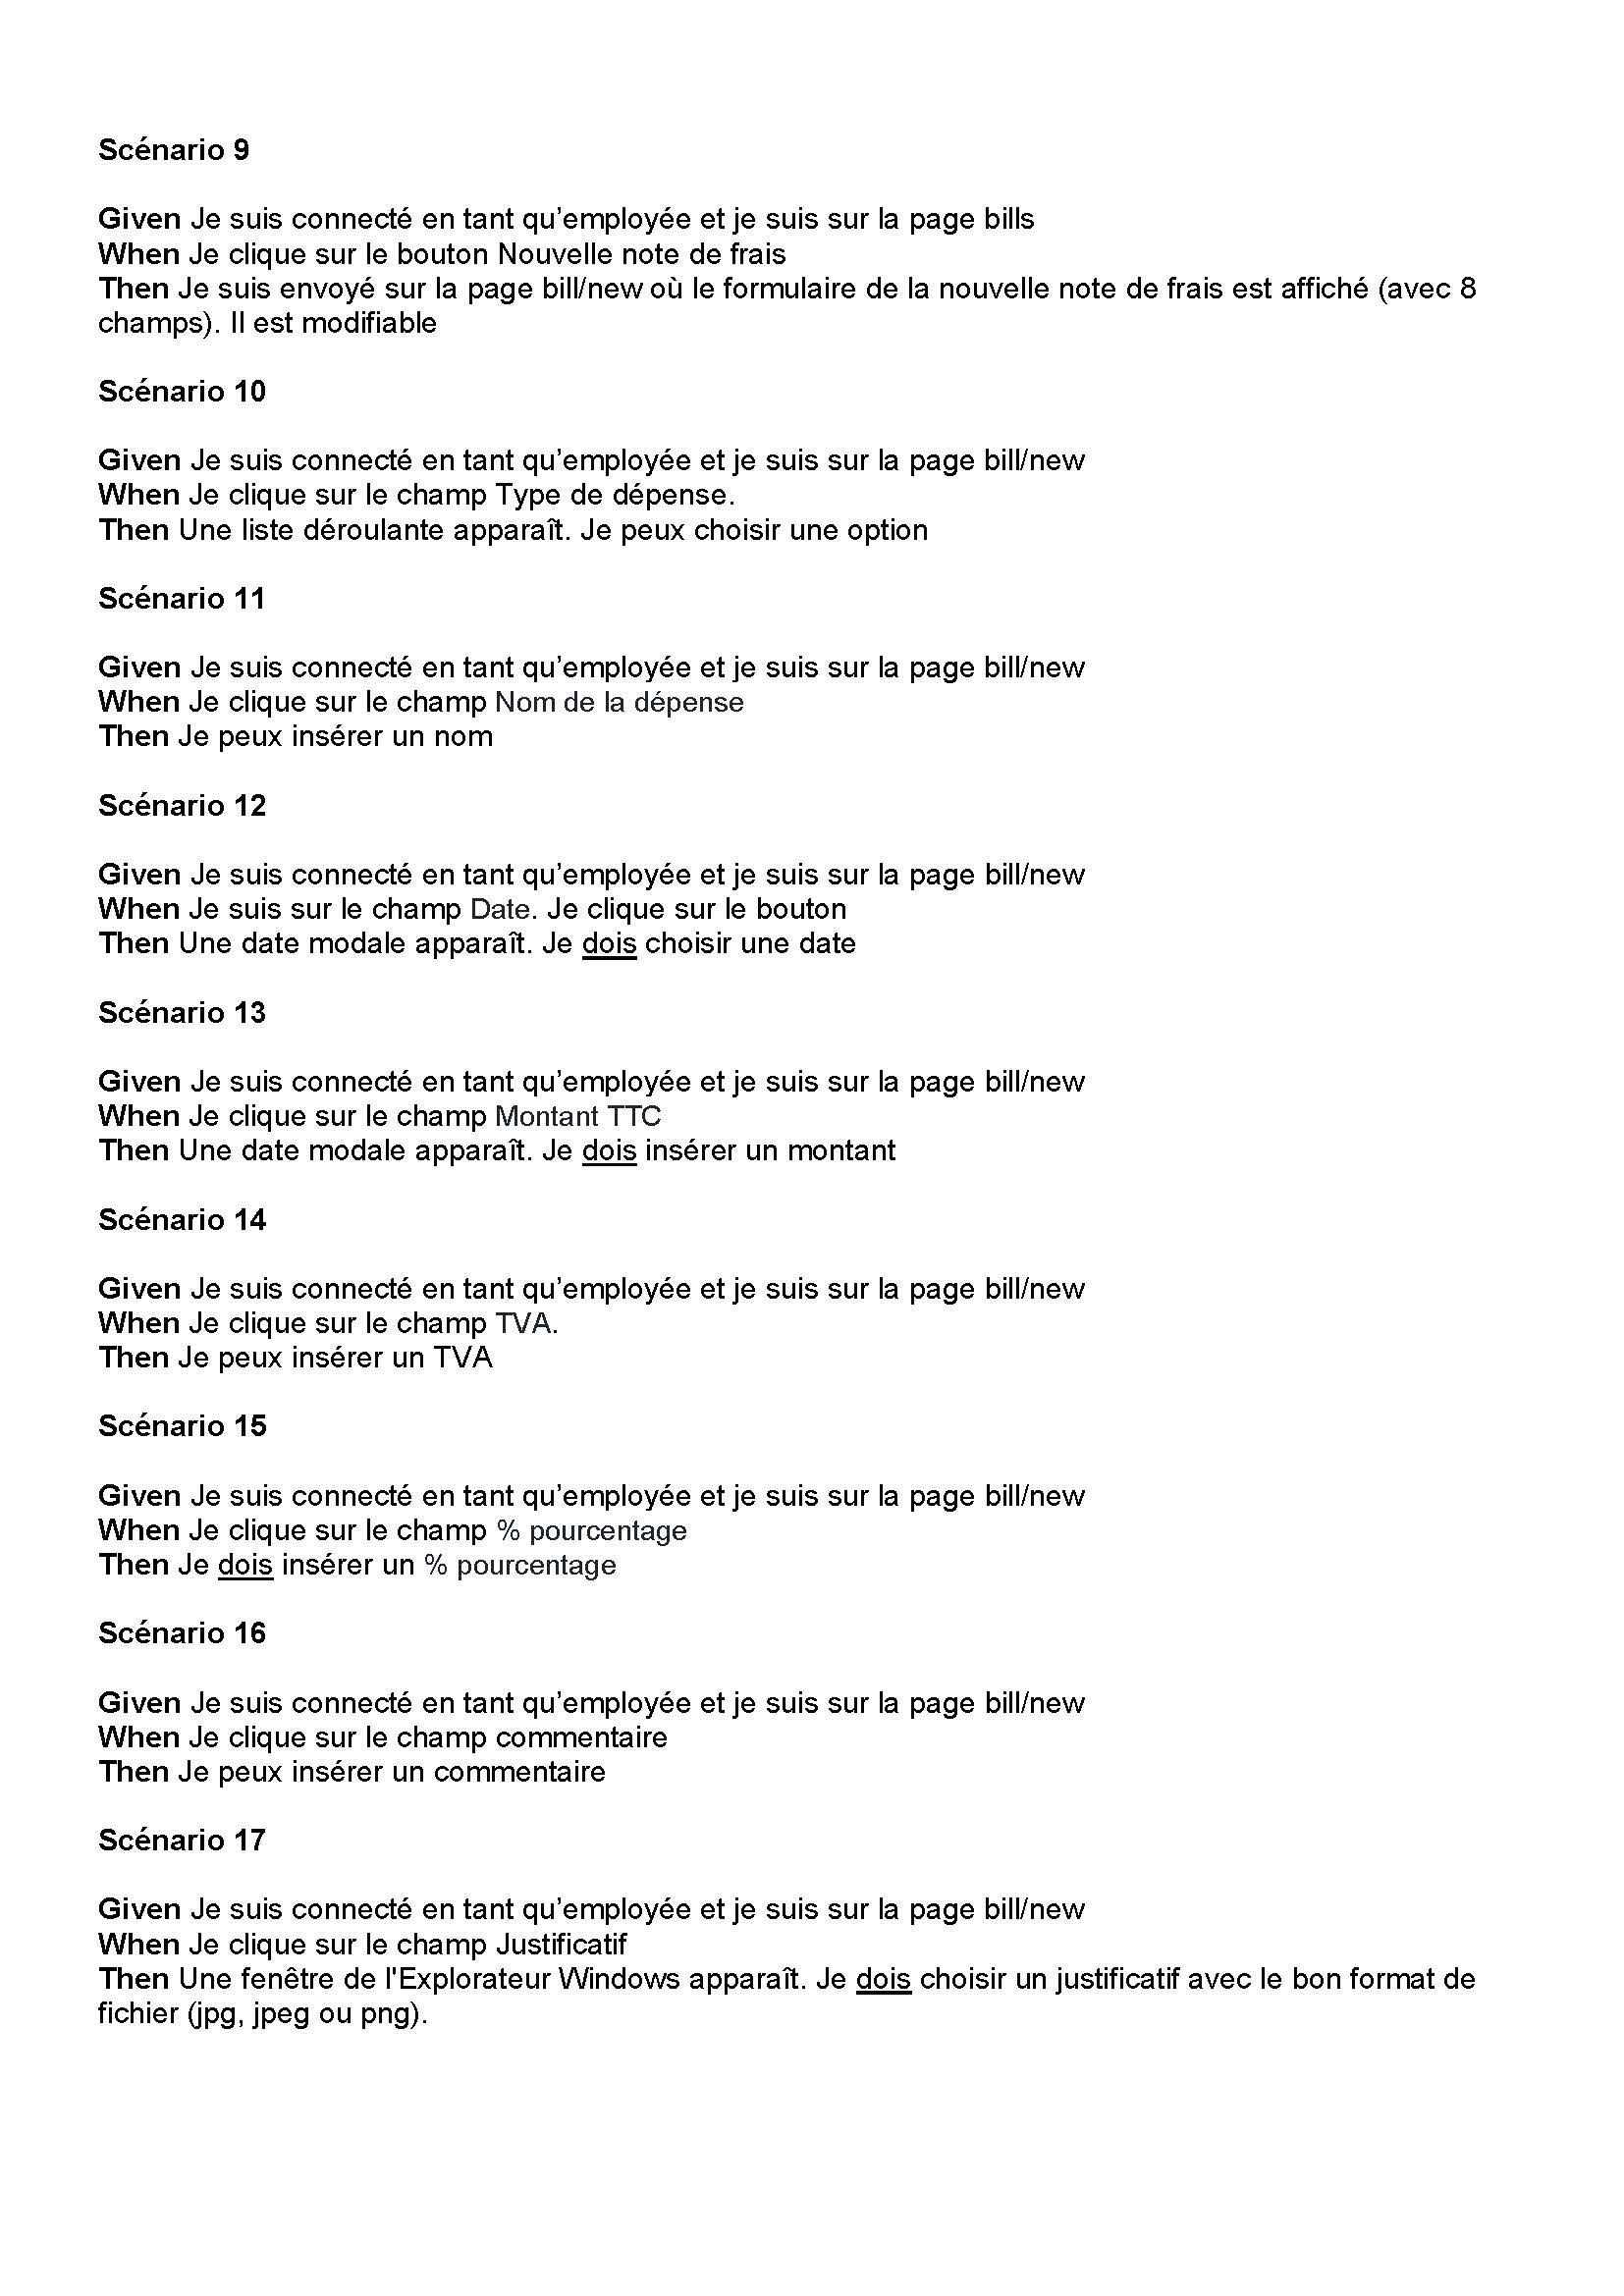 Scénario 9
Given Je suis connecté en tant qu’employée et je suis sur la page bills
When Je clique sur le bouton Nouvelle note de frais
Then Je suis envoyé sur la page bill/new où le formulaire de la nouvelle note de frais est affiché (avec 8
champs). Il est modifiable
Scénario 10
Given Je suis connecté en tant qu’employée et je suis sur la page bill/new
When Je clique sur le champ Type de dépense.
Then Une liste déroulante apparaît. Je peux choisir une option
Scénario 11
Given Je suis connecté en tant qu’employée et je suis sur la page bill/new
When Je clique sur le champ Nom de la dépense
Then Je peux insérer un nom
Scénario 12
Given Je suis connecté en tant qu’employée et je suis sur la page bill/new
When Je suis sur le champ Date. Je clique sur le bouton
Then Une date modale apparaît. Je dois choisir une date
Scénario 13
Given Je suis connecté en tant qu’employée et je suis sur la page bill/new
When Je clique sur le champ Montant TTC
Then Une date modale apparaît. Je dois insérer un montant
Scénario 14
Given Je suis connecté en tant qu’employée et je suis sur la page bill/new
When Je clique sur le champ TVA.
Then Je peux insérer un TVA
Scénario 15
Given Je suis connecté en tant qu’employée et je suis sur la page bill/new
When Je clique sur le champ % pourcentage
Then Je dois insérer un % pourcentage
Scénario 16
Given Je suis connecté en tant qu’employée et je suis sur la page bill/new
When Je clique sur le champ commentaire
Then Je peux insérer un commentaire
Scénario 17
Given Je suis connecté en tant qu’employée et je suis sur la page bill/new
When Je clique sur le champ Justificatif
Then Une fenêtre de l'Explorateur Windows apparaît. Je dois choisir un justificatif avec le bon format de
fichier (jpg, jpeg ou png).